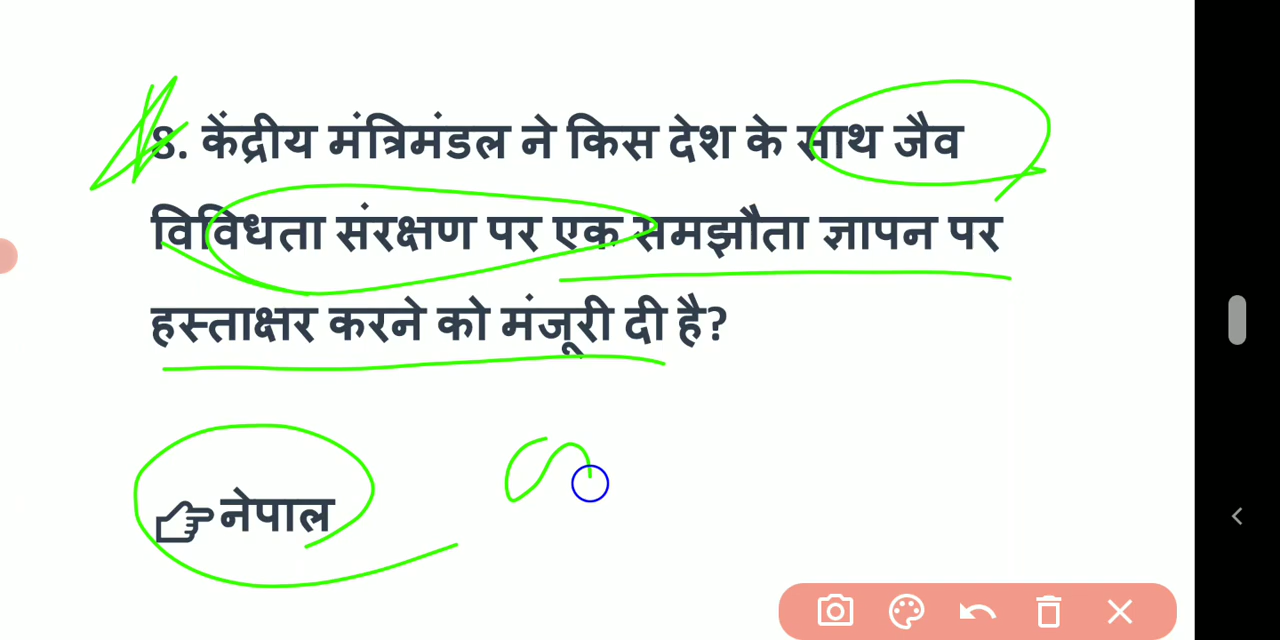 8. केंद्रीय मंत्रिमंडल ने किस देश के साथ जैव
विविधता संरक्षण पर एक समझौता ज्ञापन पर
हस्ताक्षर करने को मंजूरी दी है?
नेपाल